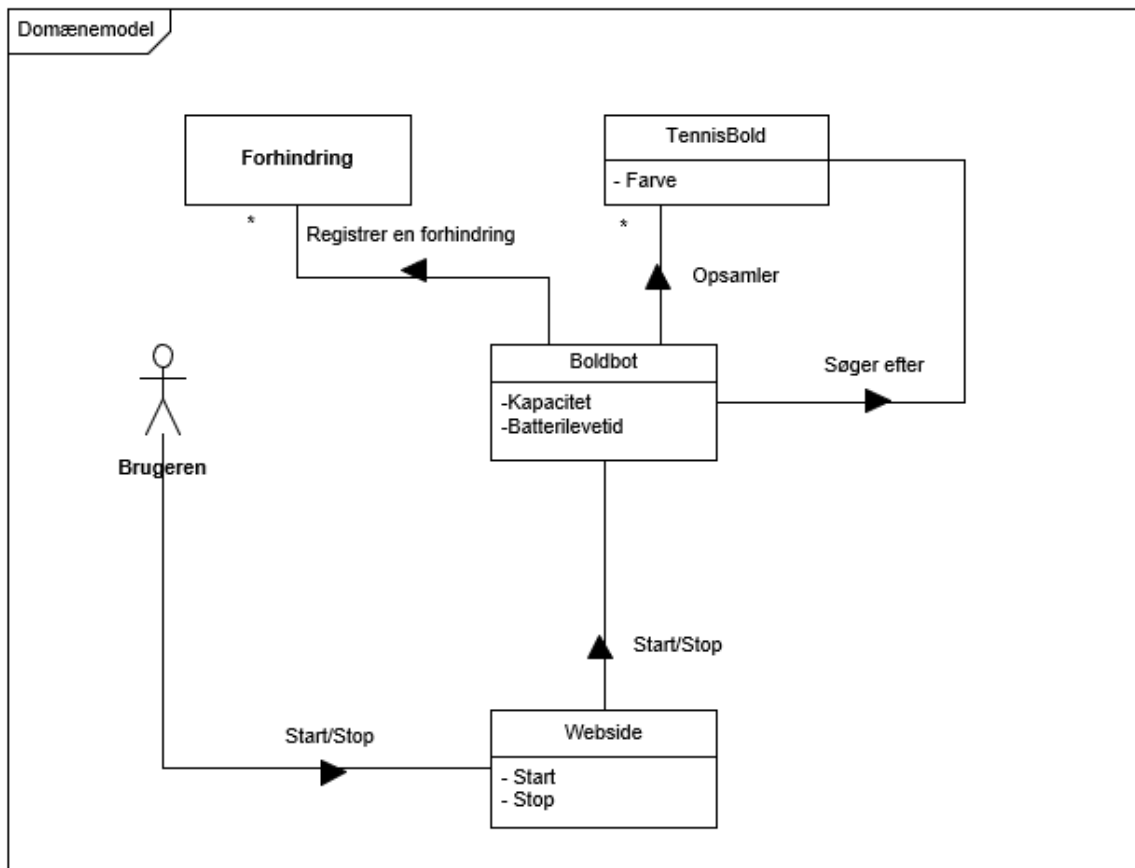 Domænemodel
Forhindring
TennisBold
- Farve
*
*
Registrer en forhindring
Opsamler
Boldbot
-Kapacitet
-Batterilevetid
Søger efter
Brugeren
Start/Stop
Webside
- Start
- Stop
Start/Stop